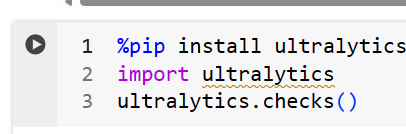 1 %pip install ultralytics
2 import ultralytics
3 ultralytics.checks()